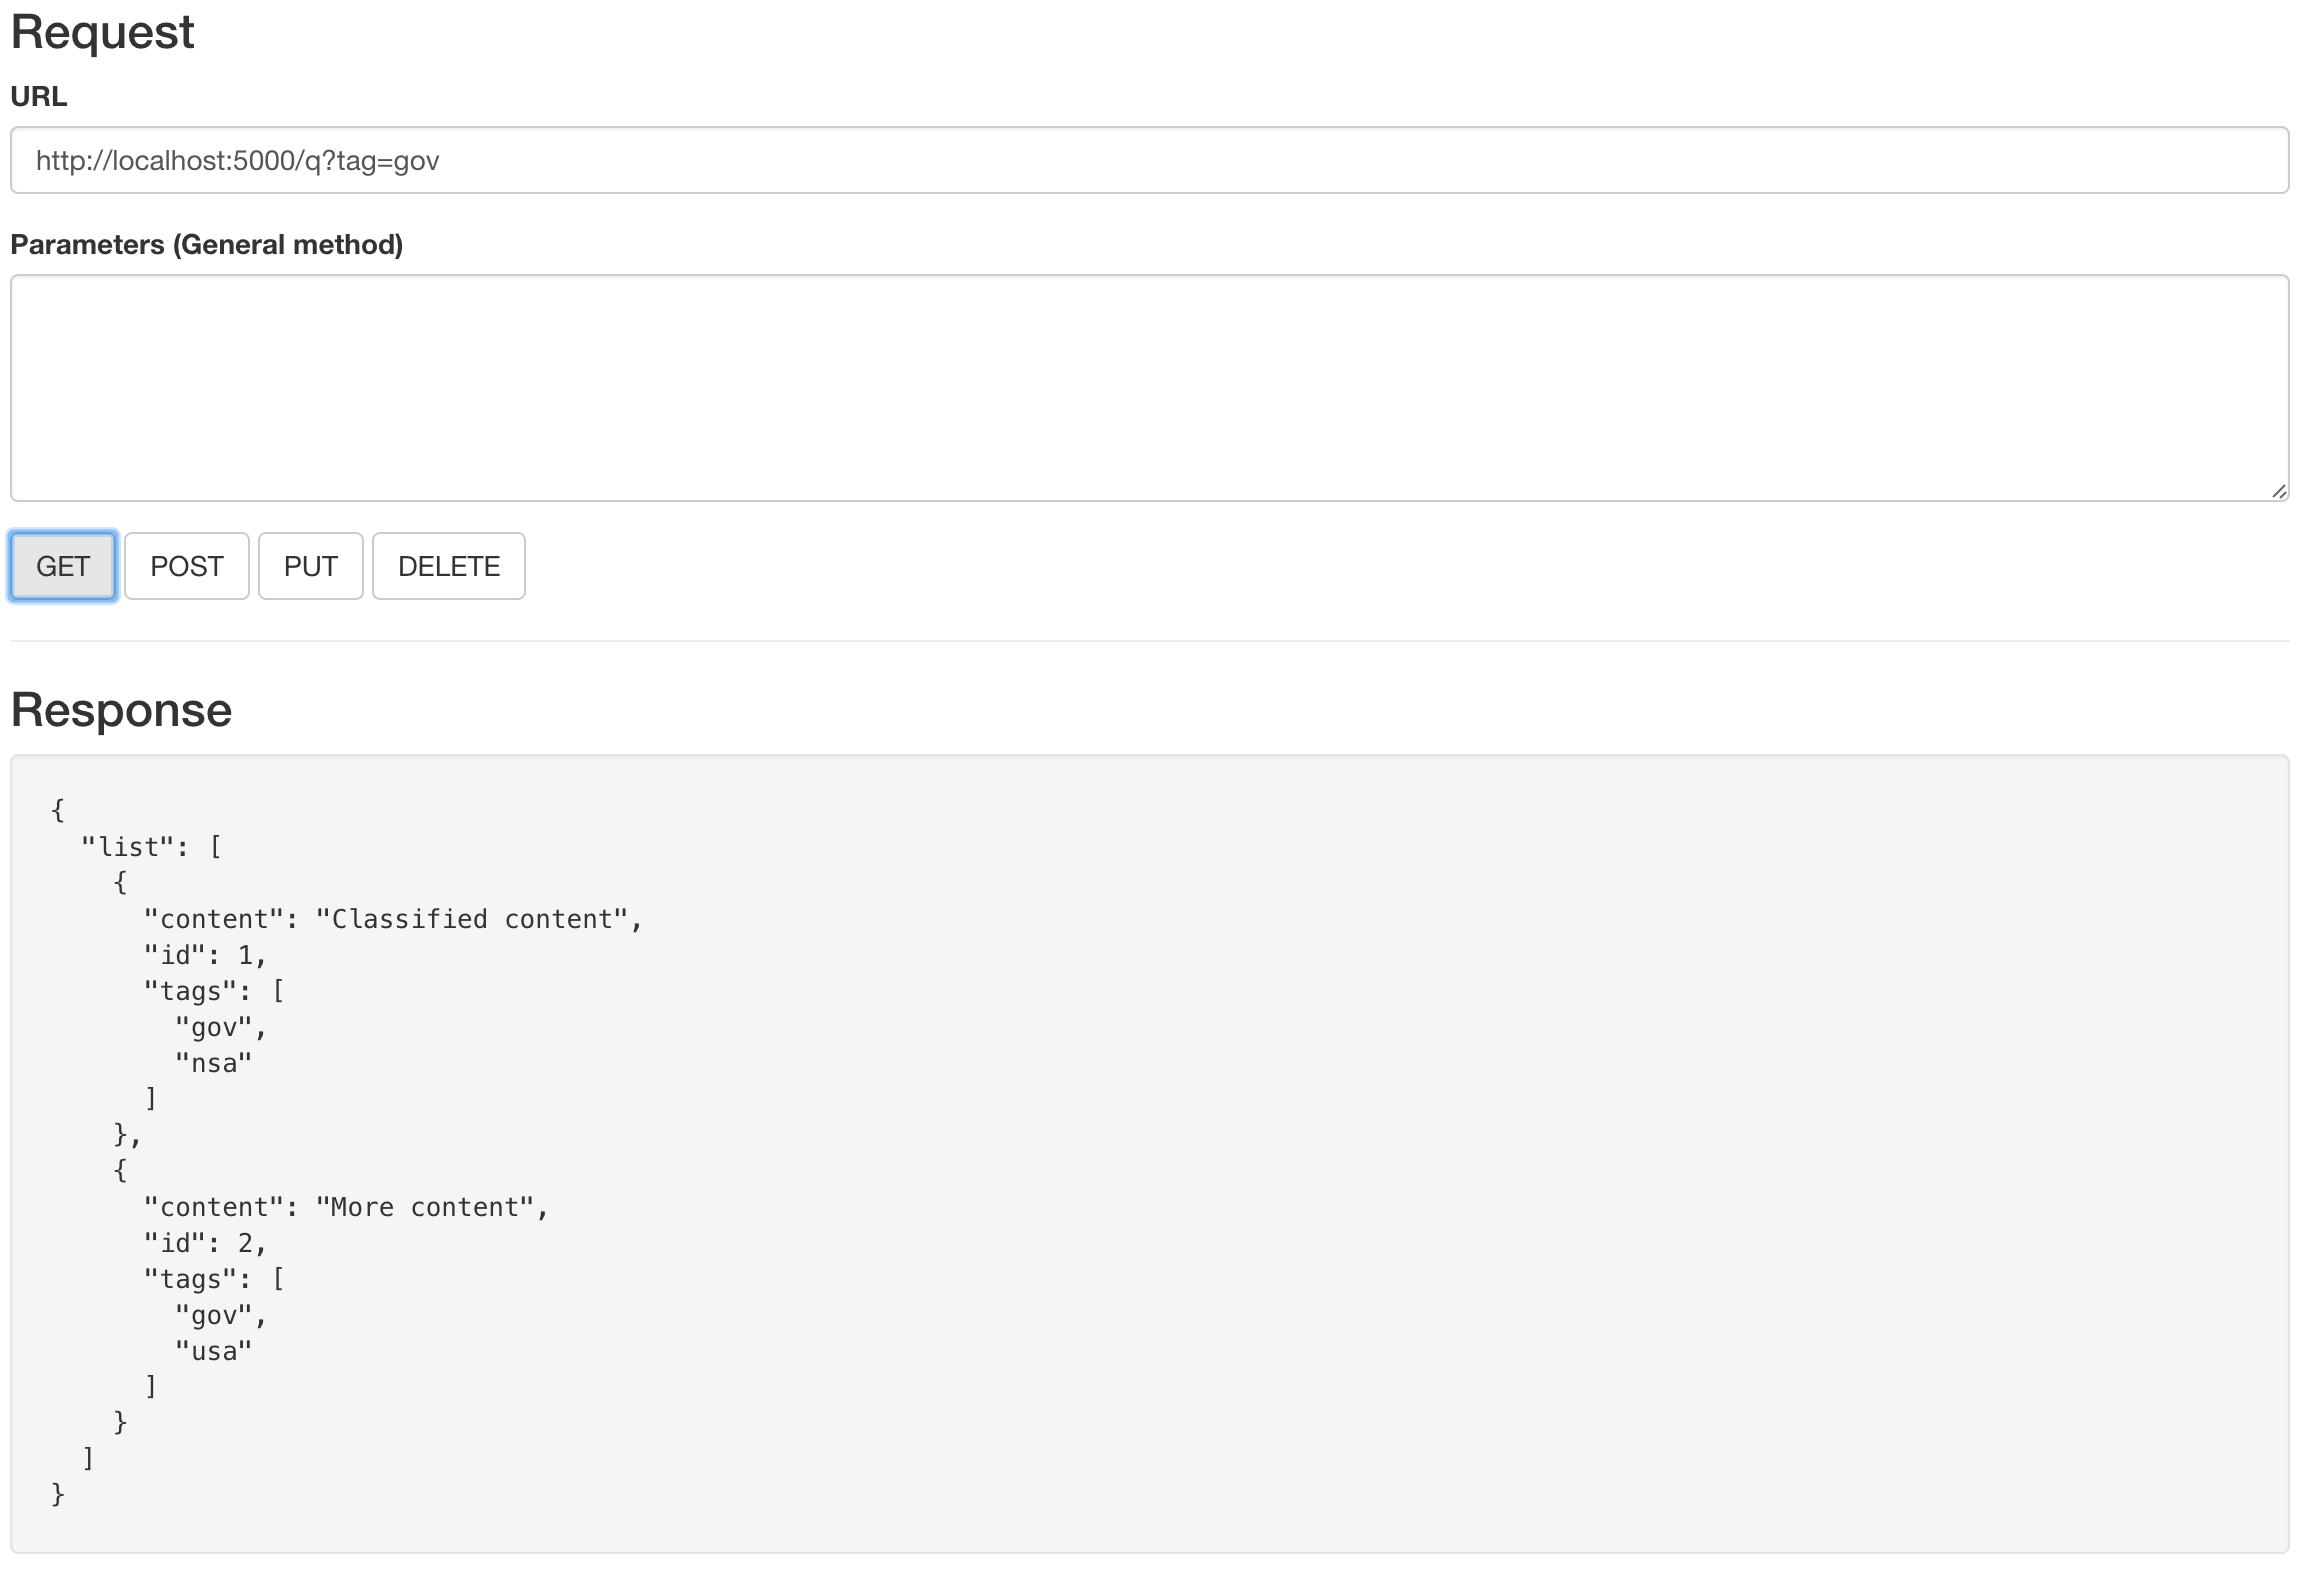 Request
URL
http://localhost:5000/q?tag=gov
Parameters (General method)
GET POST PUT DELETE
Response
{
  "list": [
    {
      "content": "Classified content",
      "id": 1,
      "tags": [
        "gov",
        "nsa"
      ]
    },
    {
      "content": "More content",
      "id": 2,
      "tags": [
        "gov",
        "usa"
      ]
    }
  ]
}